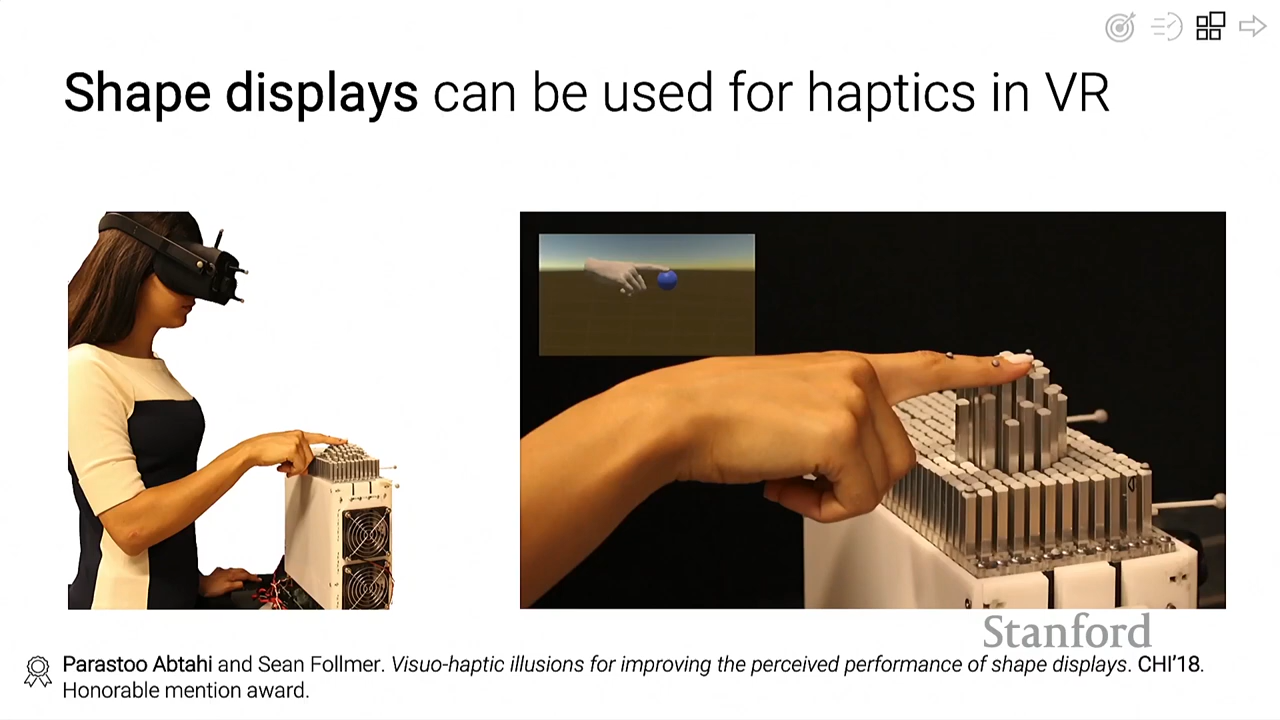 Shape displays can be used for haptics in VR
Stanford
Parastoo Abtahi and Sean Follmer. Visuo-haptic illusions for improving the perceived performance of shape displays. CHI'18.
Honorable mention award.